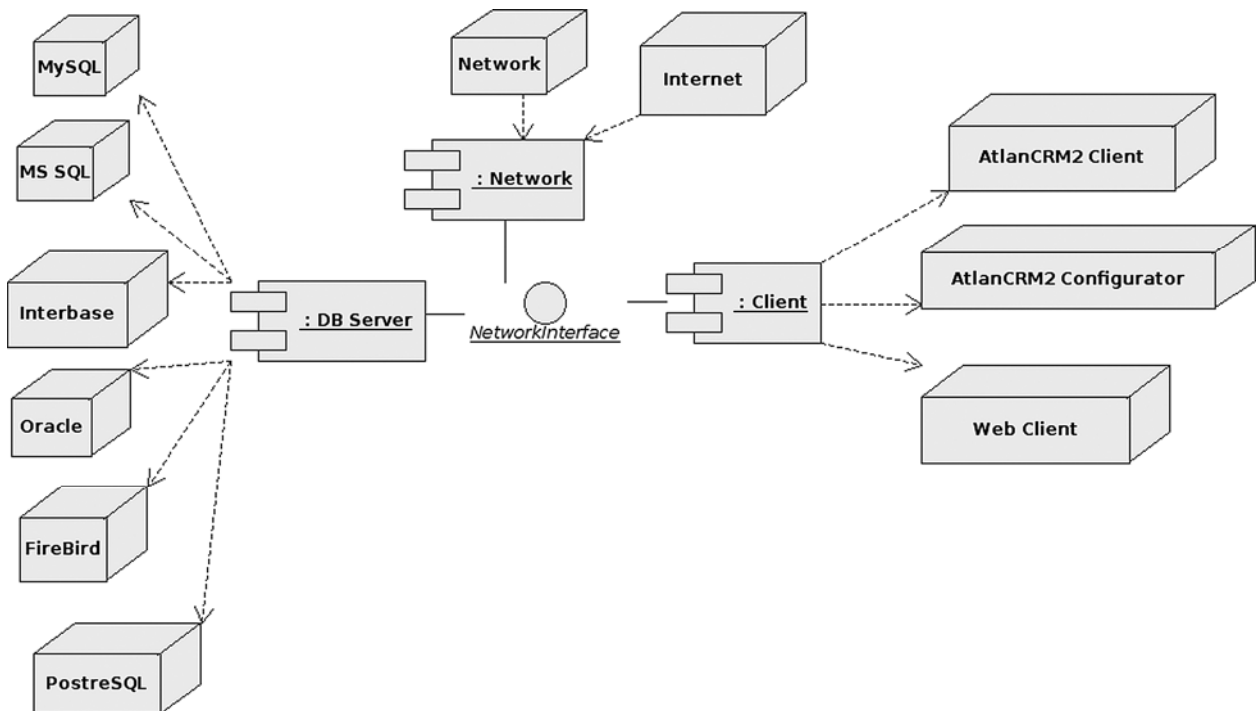 MySQL
Network
Internet
MS SQL
AtlanCRM2 Client
: Network
AtlanCRM2 Configurator
Interbase
: DB Server
: Client
NetworkInterface
Oracle
Web Client
FireBird
PostreSQL